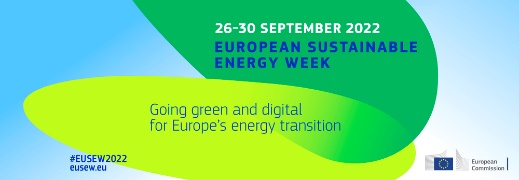 26-30 SEPTEMBER 2022
EUROPEAN SUSTAINABLE
ENERGY WEEK
Going green and digital
for Europe's energy transition
#EUSEW2022
eusew.eu
European
Commission